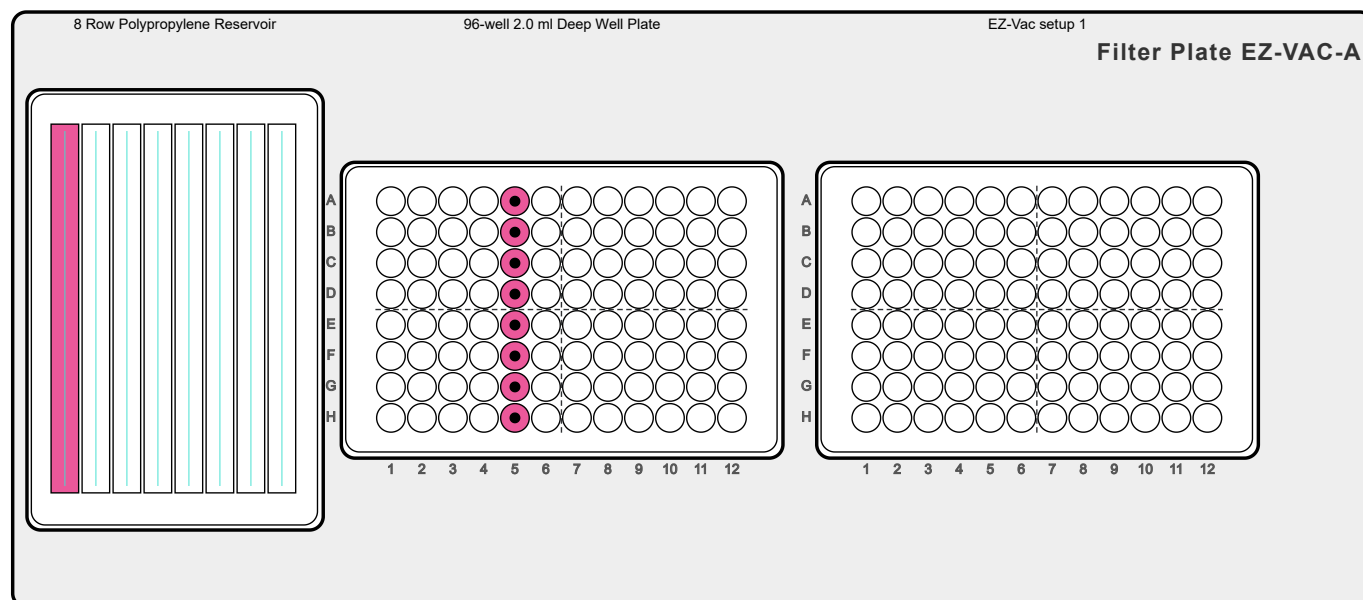 8 Row Polypropylene Reservoir
96-well 2.0 ml Deep Well Plate
EZ-Vac setup 1
Filter Plate EZ-VAC-A
A
B
C
D
E
F
G
H
1 2 3 4 5 6 7 8 9 10 11 12
A
B
C
D
E
F
G
H
1 2 3 4 5 6 7 8 9 10 11 12